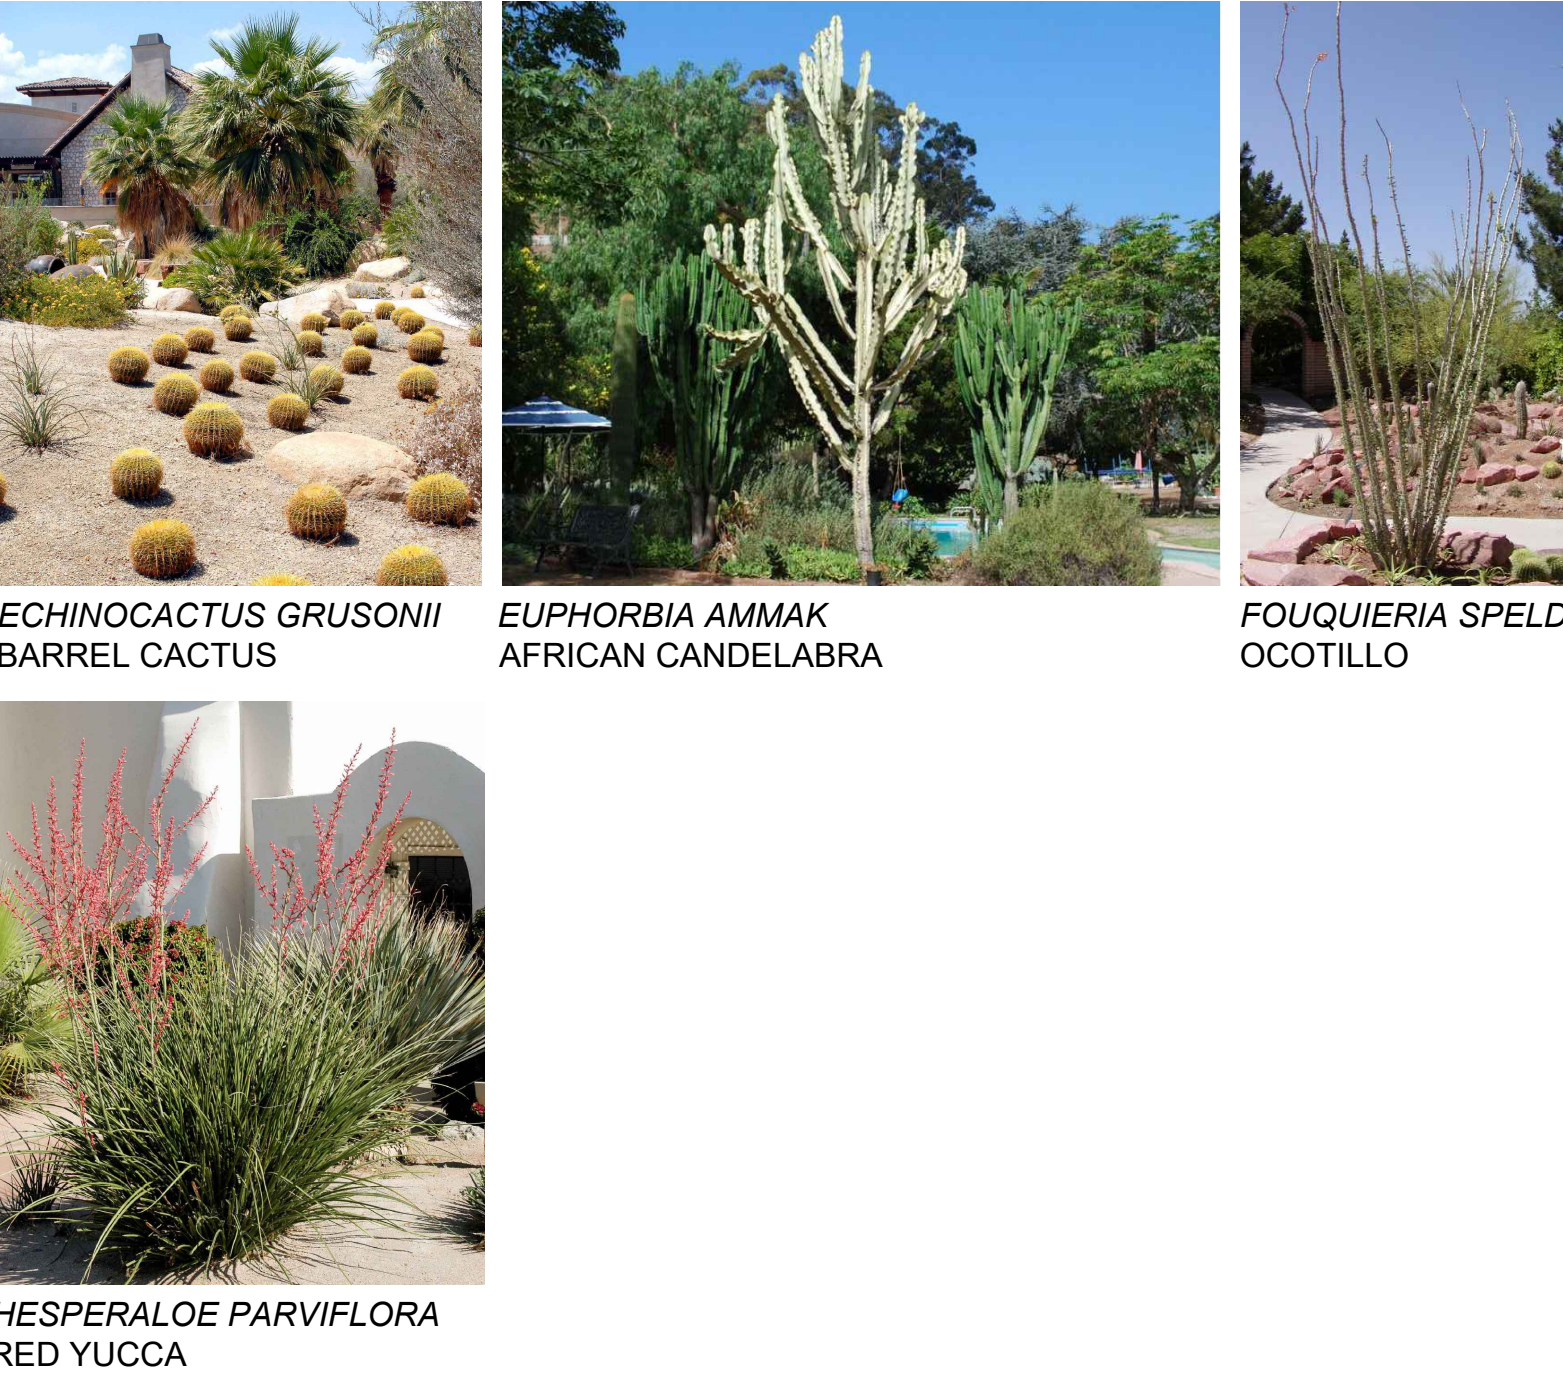 ECHINOCACTUS GRUSONII
BARREL CACTUS
EUPHORBIA AMMAK
AFRICAN CANDELABRA
FOUQUIERIA SPELD
OCOTILLO
HESPERALOE PARVIFLORA
RED YUCCA